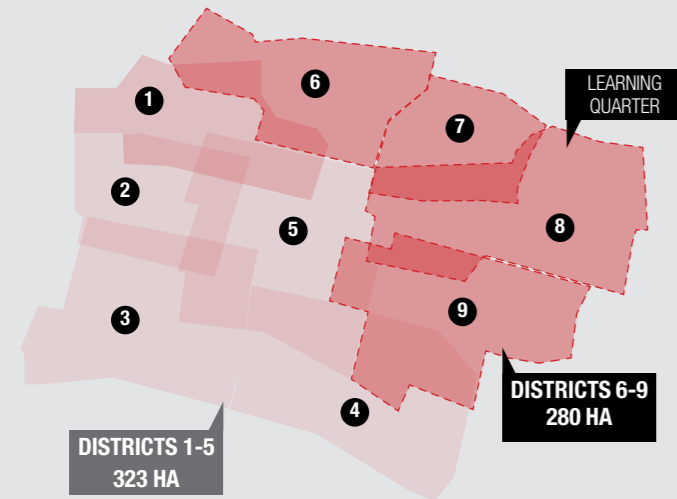 6
1
LEARNING
QUARTER
7
2
5
8
3
9
4
DISTRICTS 6-9
280 HA
DISTRICTS 1-5
323 HA